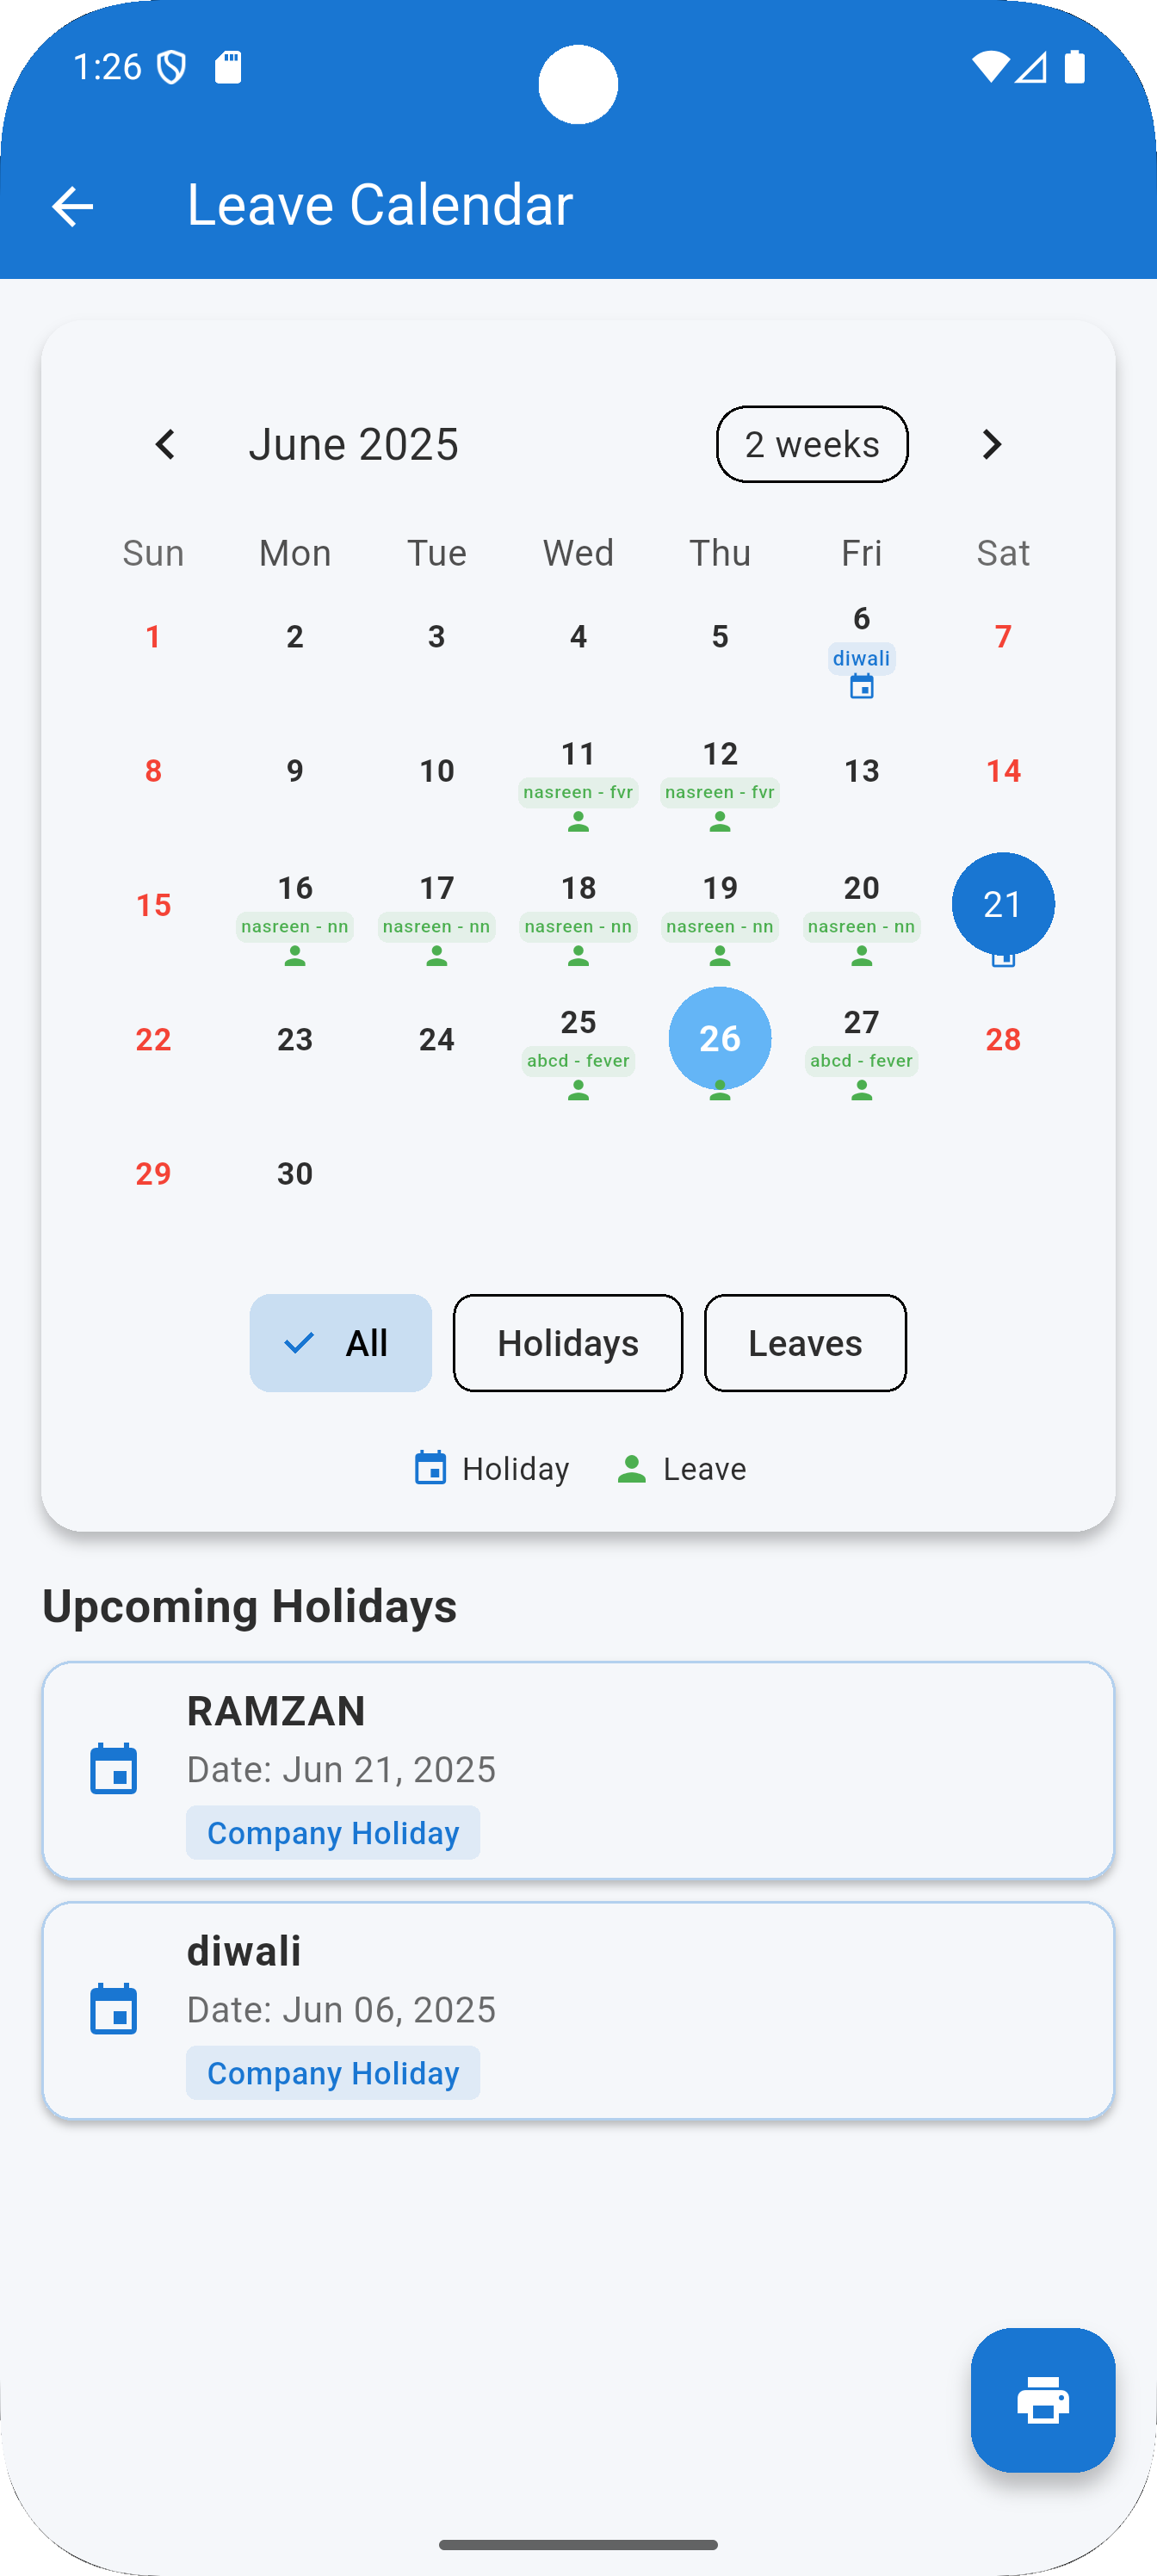 1:26
Leave Calendar
June 2025 2 weeks
Sun Mon Tue Wed Thu Fri Sat
1 2 3 4 5 6 7
diwali
8 9 10 11 12 13 14
nasreen - fvr nasreen - fvr
15 16 17 18 19 20 21
nasreen - nn nasreen - nn nasreen - nn nasreen - nn nasreen - nn
22 23 24 25 26 27 28
abcd - fever abcd - fever
29 30
All Holidays Leaves
Holiday Leave
Upcoming Holidays
RAMZAN
Date: Jun 21, 2025
Company Holiday
diwali
Date: Jun 06, 2025
Company Holiday